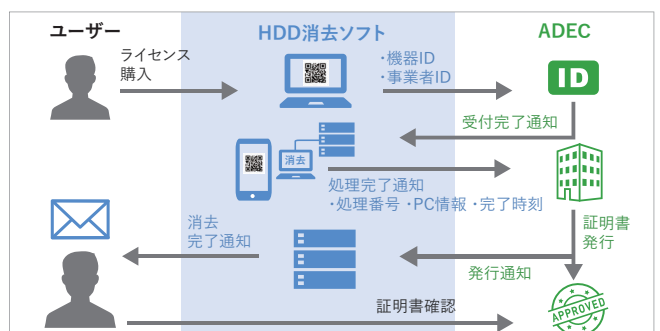 ユーザー
HDD消去ソフト
ADEC
ライセンス
購入
・機器ID
・事業者ID
ID
受付完了通知
消去
処理完了通知
・処理番号・PC情報・完了時刻
消去
完了通知
証明書
発行
発行通知
証明書確認
APPROVED